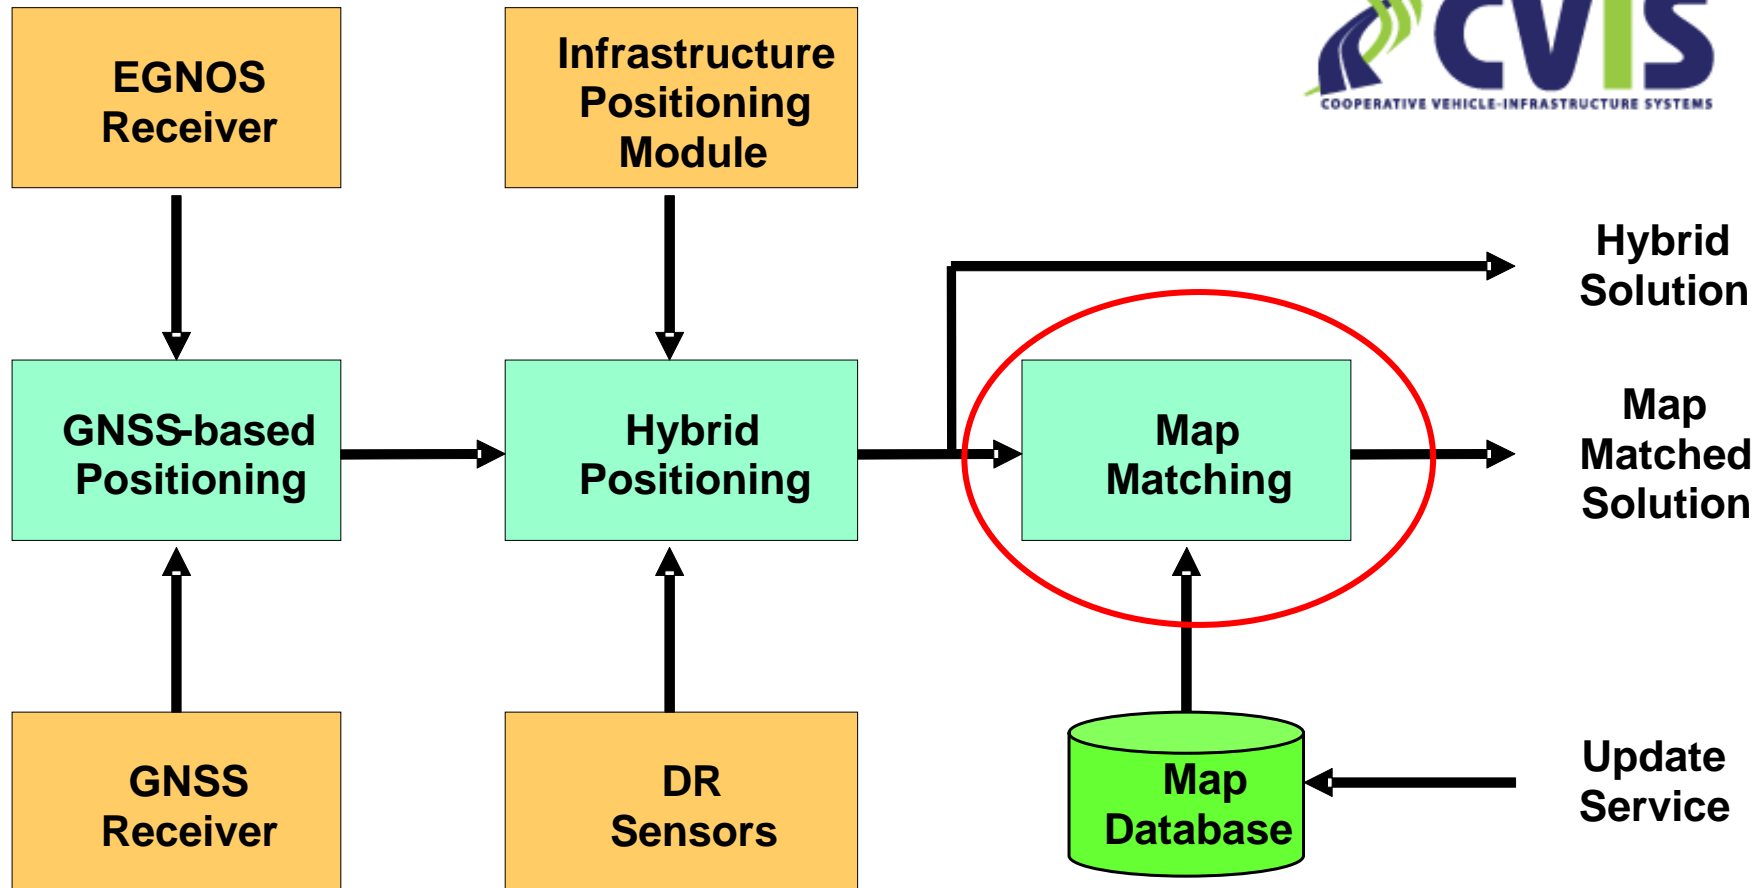 EGNOS
Receiver
Infrastructure
Positioning
Module
CVIS
COOPERATIVE VEHICLE-INFRASTRUCTURE SYSTEMS
Hybrid
Solution
GNSS-based
Positioning
Hybrid
Positioning
Map
Matching
Map
Matched
Solution
GNSS
Receiver
DR
Sensors
Map
Database
Update
Service